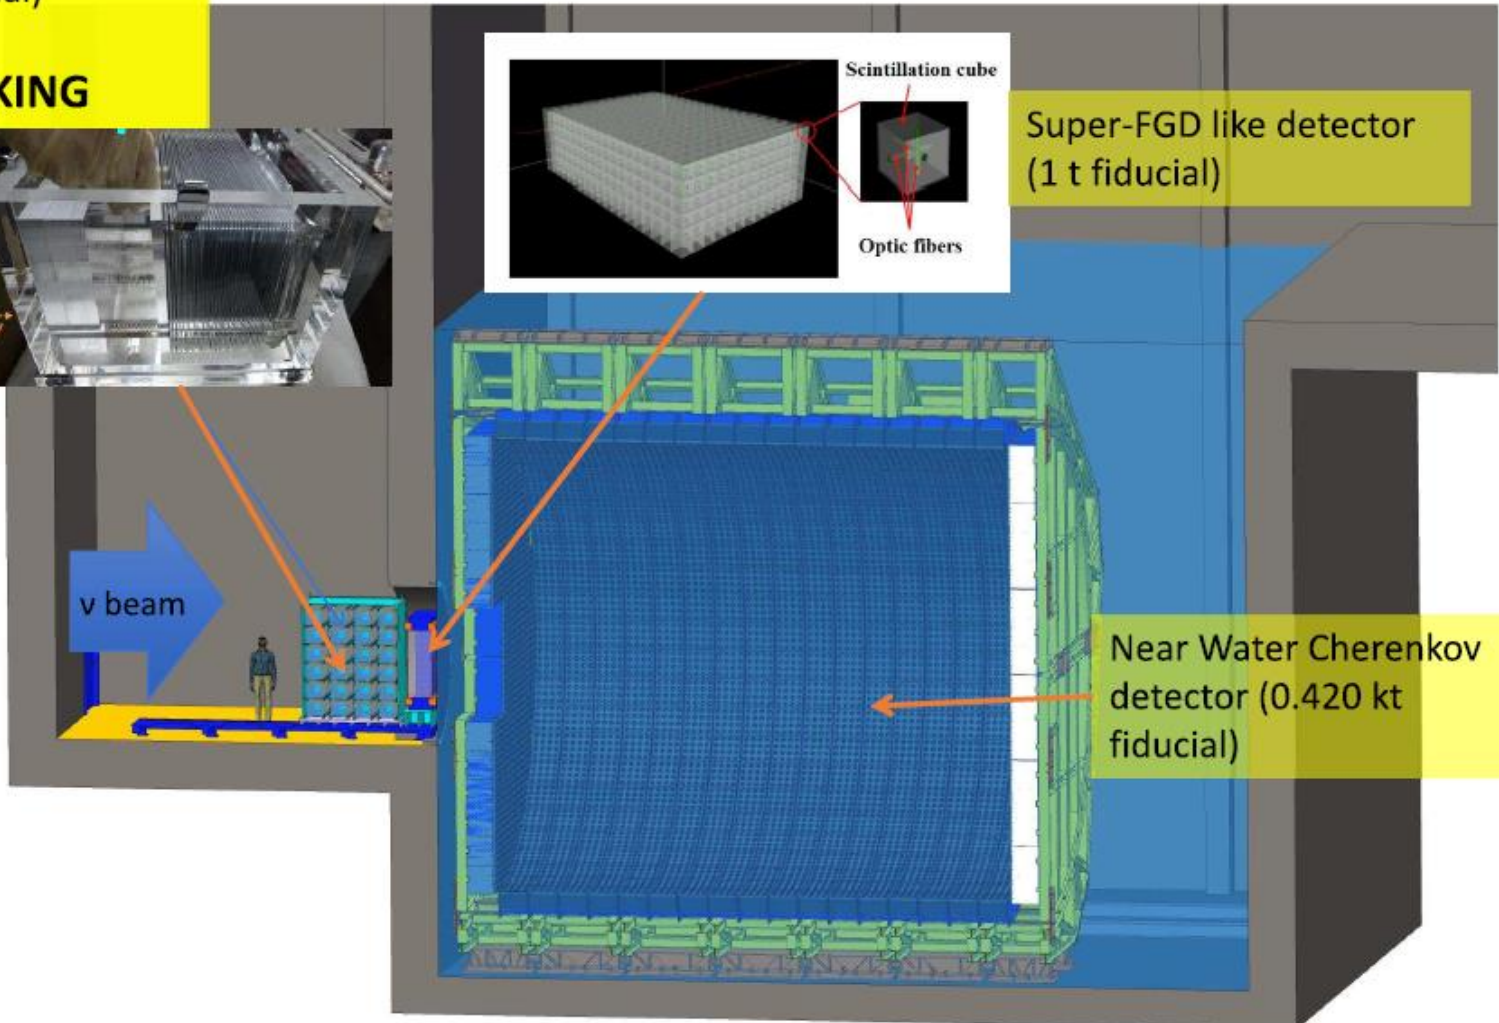 Scintillation cube
Optic fibers
Super-FGD like detector
(1 t fiducial)
ν beam
Near Water Cherenkov
detector (0.420 kt
fiducial)